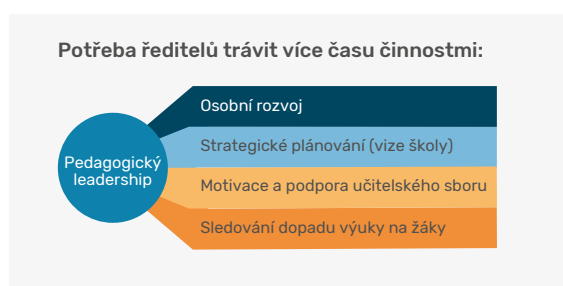 Potřeba ředitelů trávit více času činnostmi:
Pedagogický
leadership
Osobní rozvoj
Strategické plánování (vize školy)
Motivace a podpora učitelského sboru
Sledování dopadu výuky na žáky